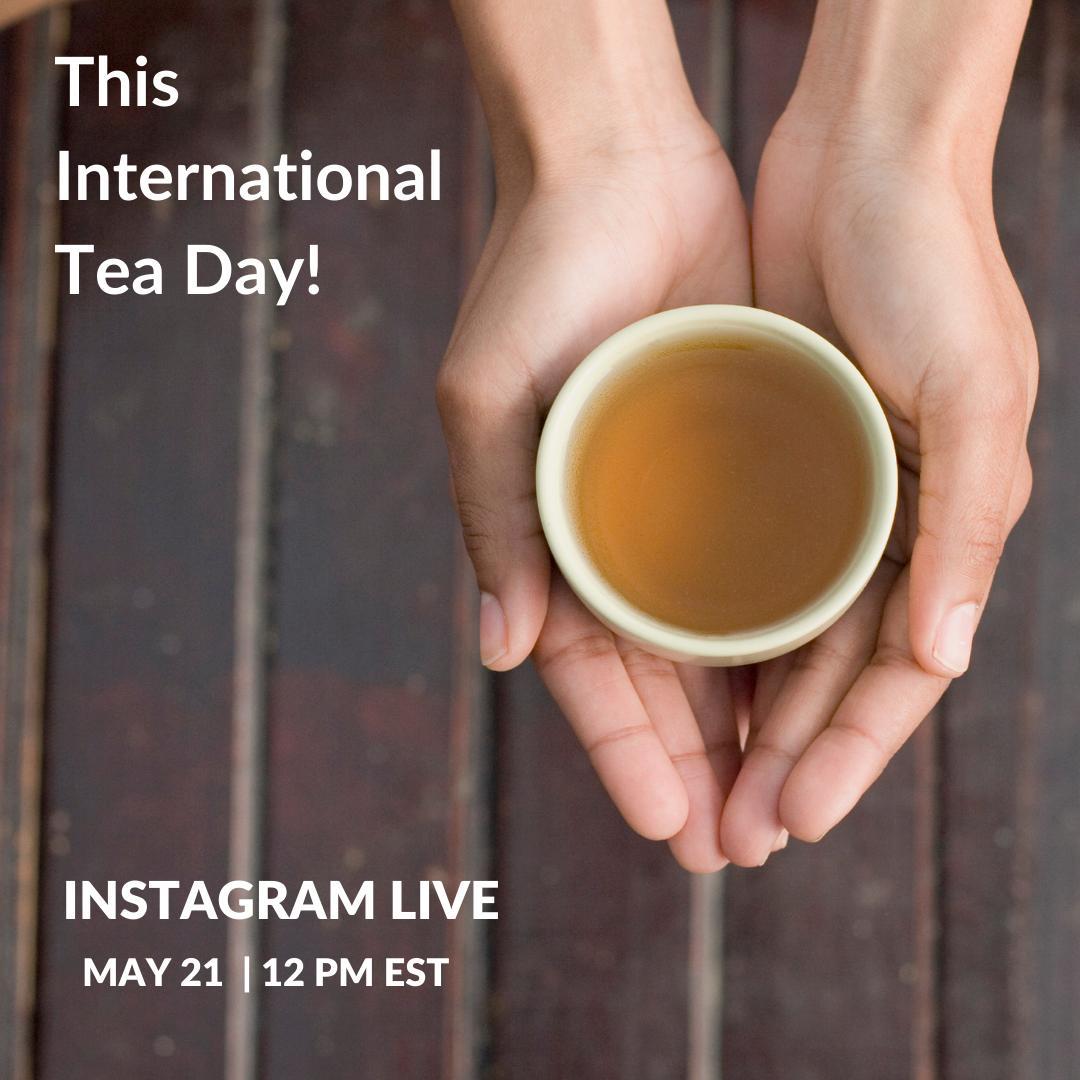 This
International
Tea Day!
INSTAGRAM LIVE
MAY 21 | 12 PM EST